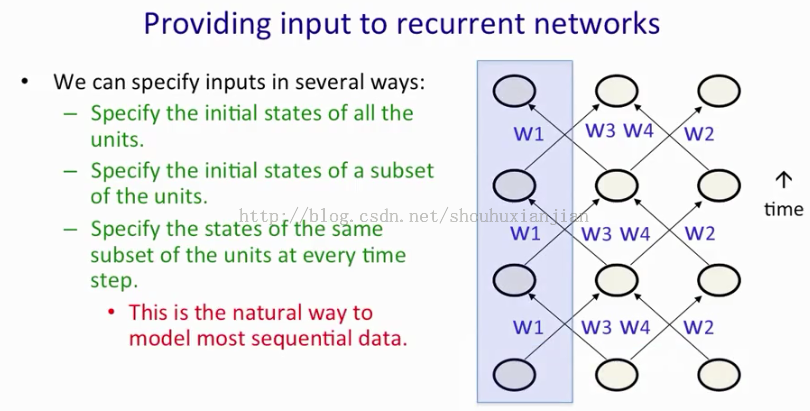 Providing input to recurrent networks
• We can specify inputs in several ways:
– Specify the initial states of all the
units.
– Specify the initial states of a subset
of the units.
– Specify the states of the same
subset of the units at every time
step.
• This is the natural way to
model most sequential data.
W1 W3 W4 W2
W1 W3 W4 W2
W1 W3 W4 W2
↑
time
http://blog.csdn.net/shouhuxianjian